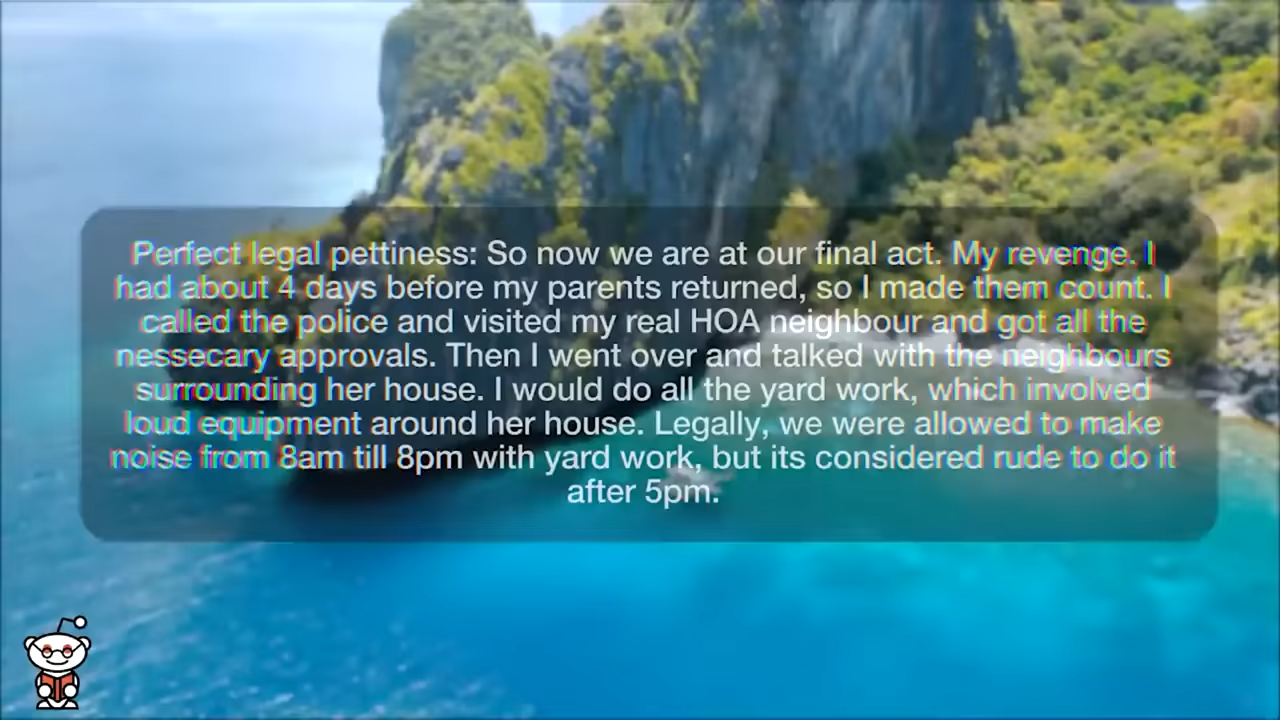 Perfect legal pettiness: So now we are at our final act. My revenge. I
had about 4 days before my parents returned, so I made them count. I
called the police and visited my real HOA neighbour and got all the
nessecary approvals. Then I went over and talked with the neighbours
surrounding her house. I would do all the yard work, which involved
loud equipment around her house. Legally, we were allowed to make
noise from 8am till 8pm with yard work, but its considered rude to do it
after 5pm.